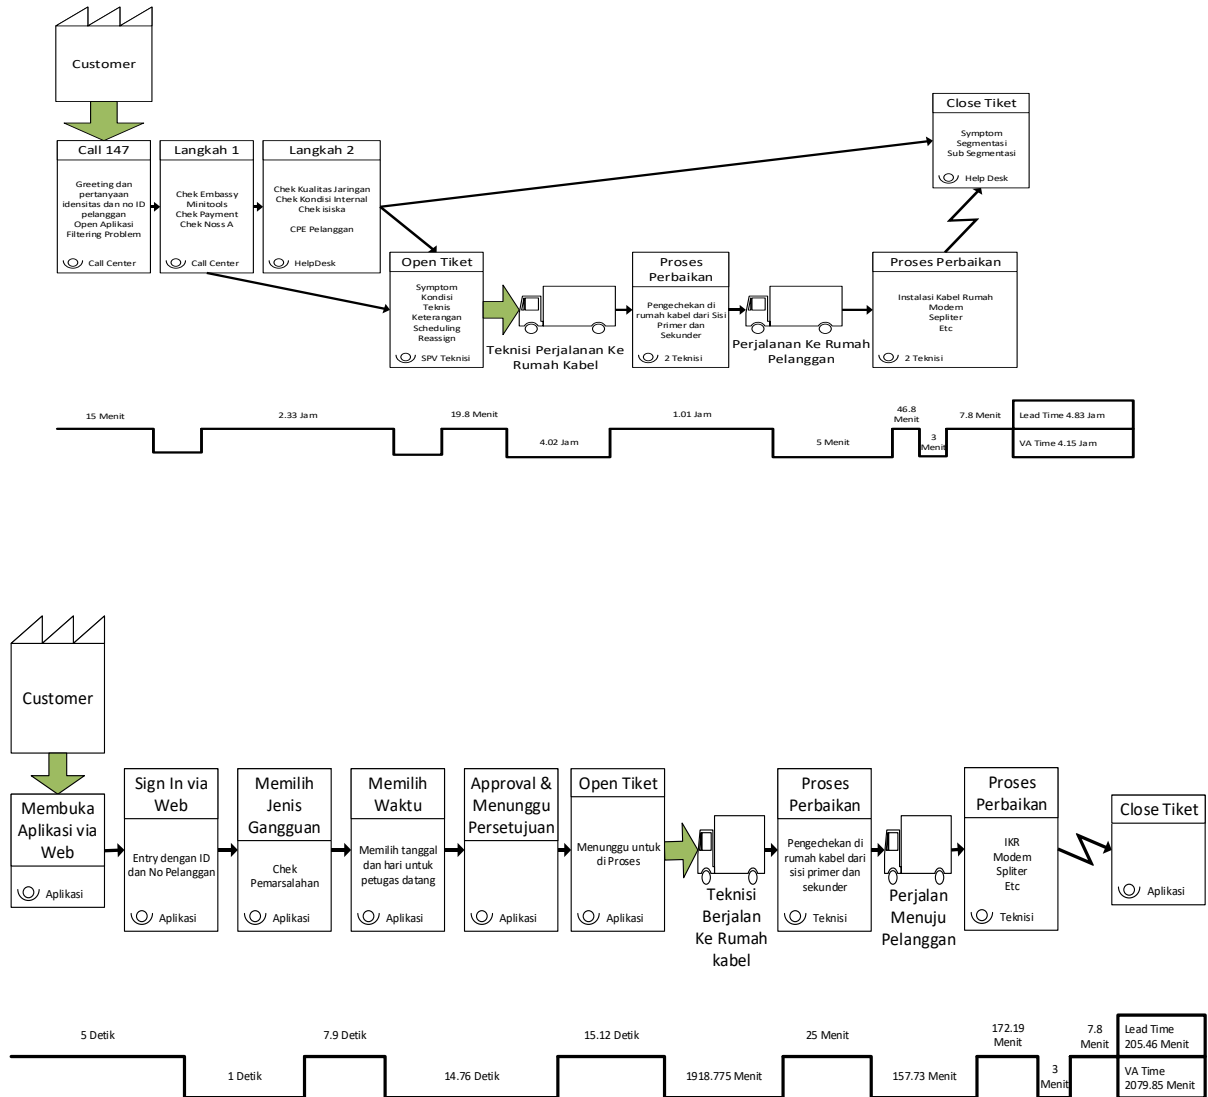 Customer
Call 147
Greeting dan
pertanyaan
idensitas dan no ID
pelanggan
Open Aplikasi
Filtering Problem
Call Center
Langkah 1
Chek Embassy
Minitools
Chek Payment
Chek Noss A
Call Center
Langkah 2
Chek Kualitas Jaringan
Chek Kondisi Internal
Chek isiska
CPE Pelanggan
HelpDesk
Open Tiket
Symptom
Kondisi
Teknis
Keterangan
Scheduling
Reassign
SPV Teknisi
Teknisi Perjalanan Ke
Rumah Kabel
Proses
Perbaikan
Pengechekan di
rumah kabel dari Sisi
Primer dan
Sekunder
2 Teknisi
Perjalanan Ke Rumah
Pelanggan
Proses Perbaikan
Instalasi Kabel Rumah
Modem
Sepliter
Etc
2 Teknisi
Close Tiket
Symptom
Segmentasi
Sub Segmentasi
Help Desk
15 Menit
2.33 Jam
19.8 Menit
4.02 Jam
1.01 Jam
5 Menit
46.8
Menit
3
Menit
7.8 Menit
Lead Time 4.83 Jam
VA Time 4.15 Jam
Customer
Membuka
Aplikasi via
Web
Aplikasi
Sign In via
Web
Entry dengan ID
dan No Pelanggan
Aplikasi
Memilih
Jenis
Gangguan
Chek
Pemarsalahan
Aplikasi
Memilih
Waktu
Memilih tanggal
dan hari untuk
petugas datang
Aplikasi
Approval &
Menunggu
Persetujuan
Aplikasi
Open Tiket
Menunggu untuk
di Proses
Aplikasi
Teknisi
Berjalan
Ke Rumah
kabel
Proses
Perbaikan
Pengechekan di
rumah kabel dari
sisi primer dan
sekunder
Teknisi
Perjalan
Menuju
Pelanggan
Proses
Perbaikan
IKR
Modem
Spliter
Etc
Teknisi
Close Tiket
Aplikasi
5 Detik
1 Detik
7.9 Detik
14.76 Detik
15.12 Detik
1918.775 Menit
25 Menit
157.73 Menit
172.19
Menit
3
Menit
7.8
Menit
Lead Time
205.46 Menit
VA Time
2079.85 Menit